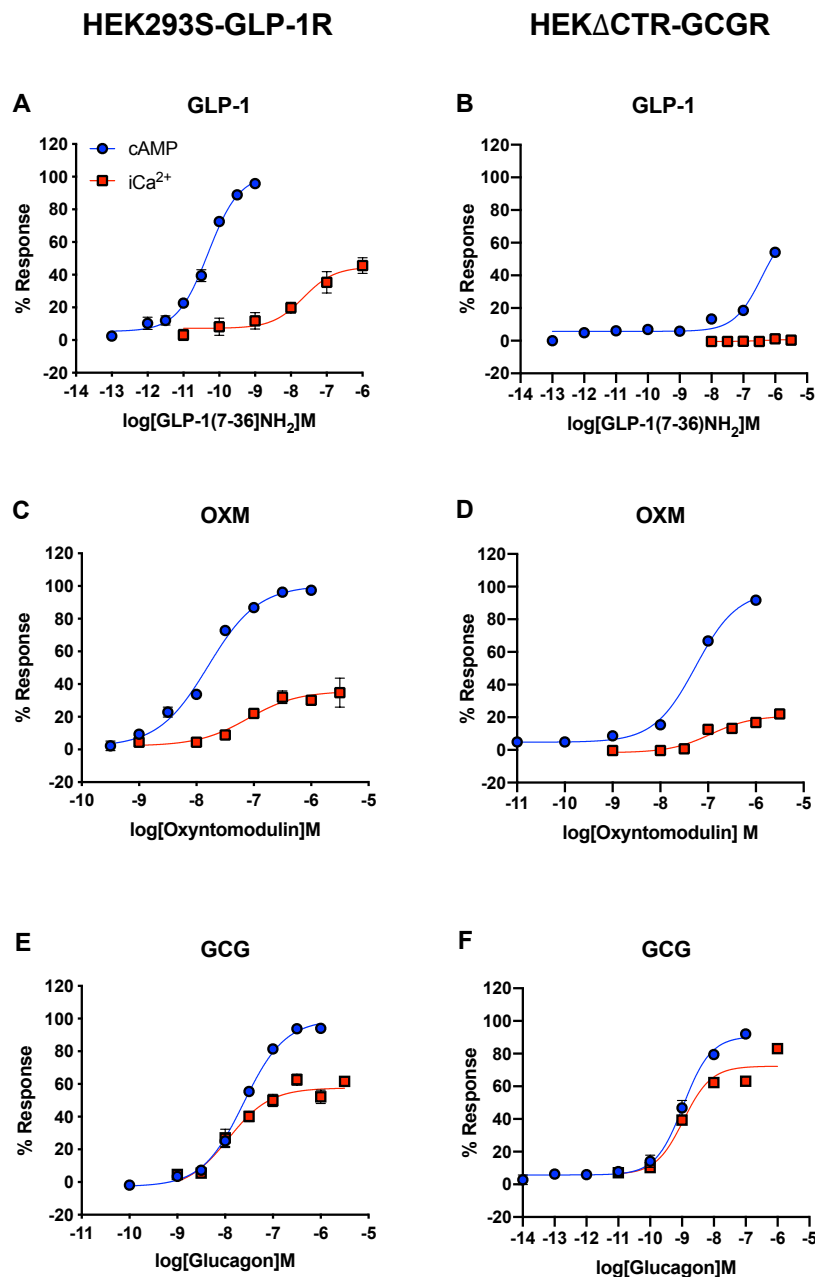 HEK293S-GLP-1R
HEKΔCTR-GCGR
A
GLP-1
cAMP
iCa²⁺
% Response
120
100
80
60
40
20
0
-20
-14 -13 -12 -11 -10 -9 -8 -7 -6
log[GLP-1(7-36]NH₂]M
B
GLP-1
% Response
120
100
80
60
40
20
0
-20
-14 -13 -12 -11 -10 -9 -8 -7 -6 -5
log[GLP-1(7-36)NH₂]M
C
OXM
% Response
120
100
80
60
40
20
0
-20
-10 -9 -8 -7 -6 -5
log[Oxyntomodulin]M
D
OXM
% Response
120
100
80
60
40
20
0
-20
-11 -10 -9 -8 -7 -6 -5
log[Oxyntomodulin] M
E
GCG
% Response
120
100
80
60
40
20
0
-20
-11 -10 -9 -8 -7 -6 -5
log[Glucagon]M
F
GCG
% Response
120
100
80
60
40
20
0
-20
-14 -13 -12 -11 -10 -9 -8 -7 -6 -5
log[Glucagon]M